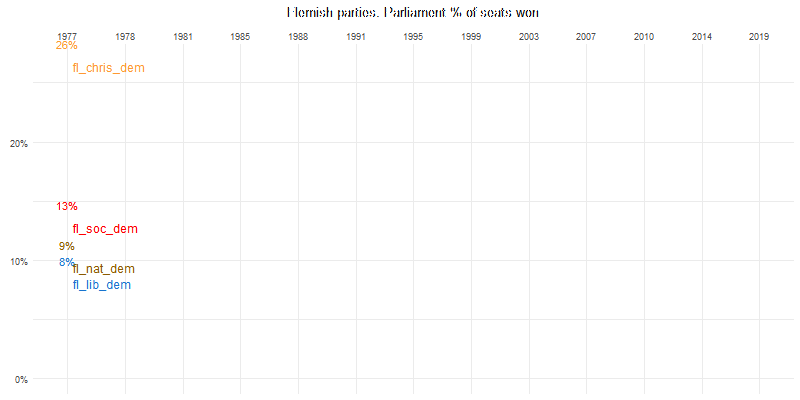 Flemish parties. Parliament % of seats won
1977 1978 1981 1985 1988 1991 1995 1999 2003 2007 2010 2014 2019
26%
fl_chris_dem
20%
13%
fl_soc_dem
9%
10%
8%
fl_nat_dem
fl_lib_dem
0%